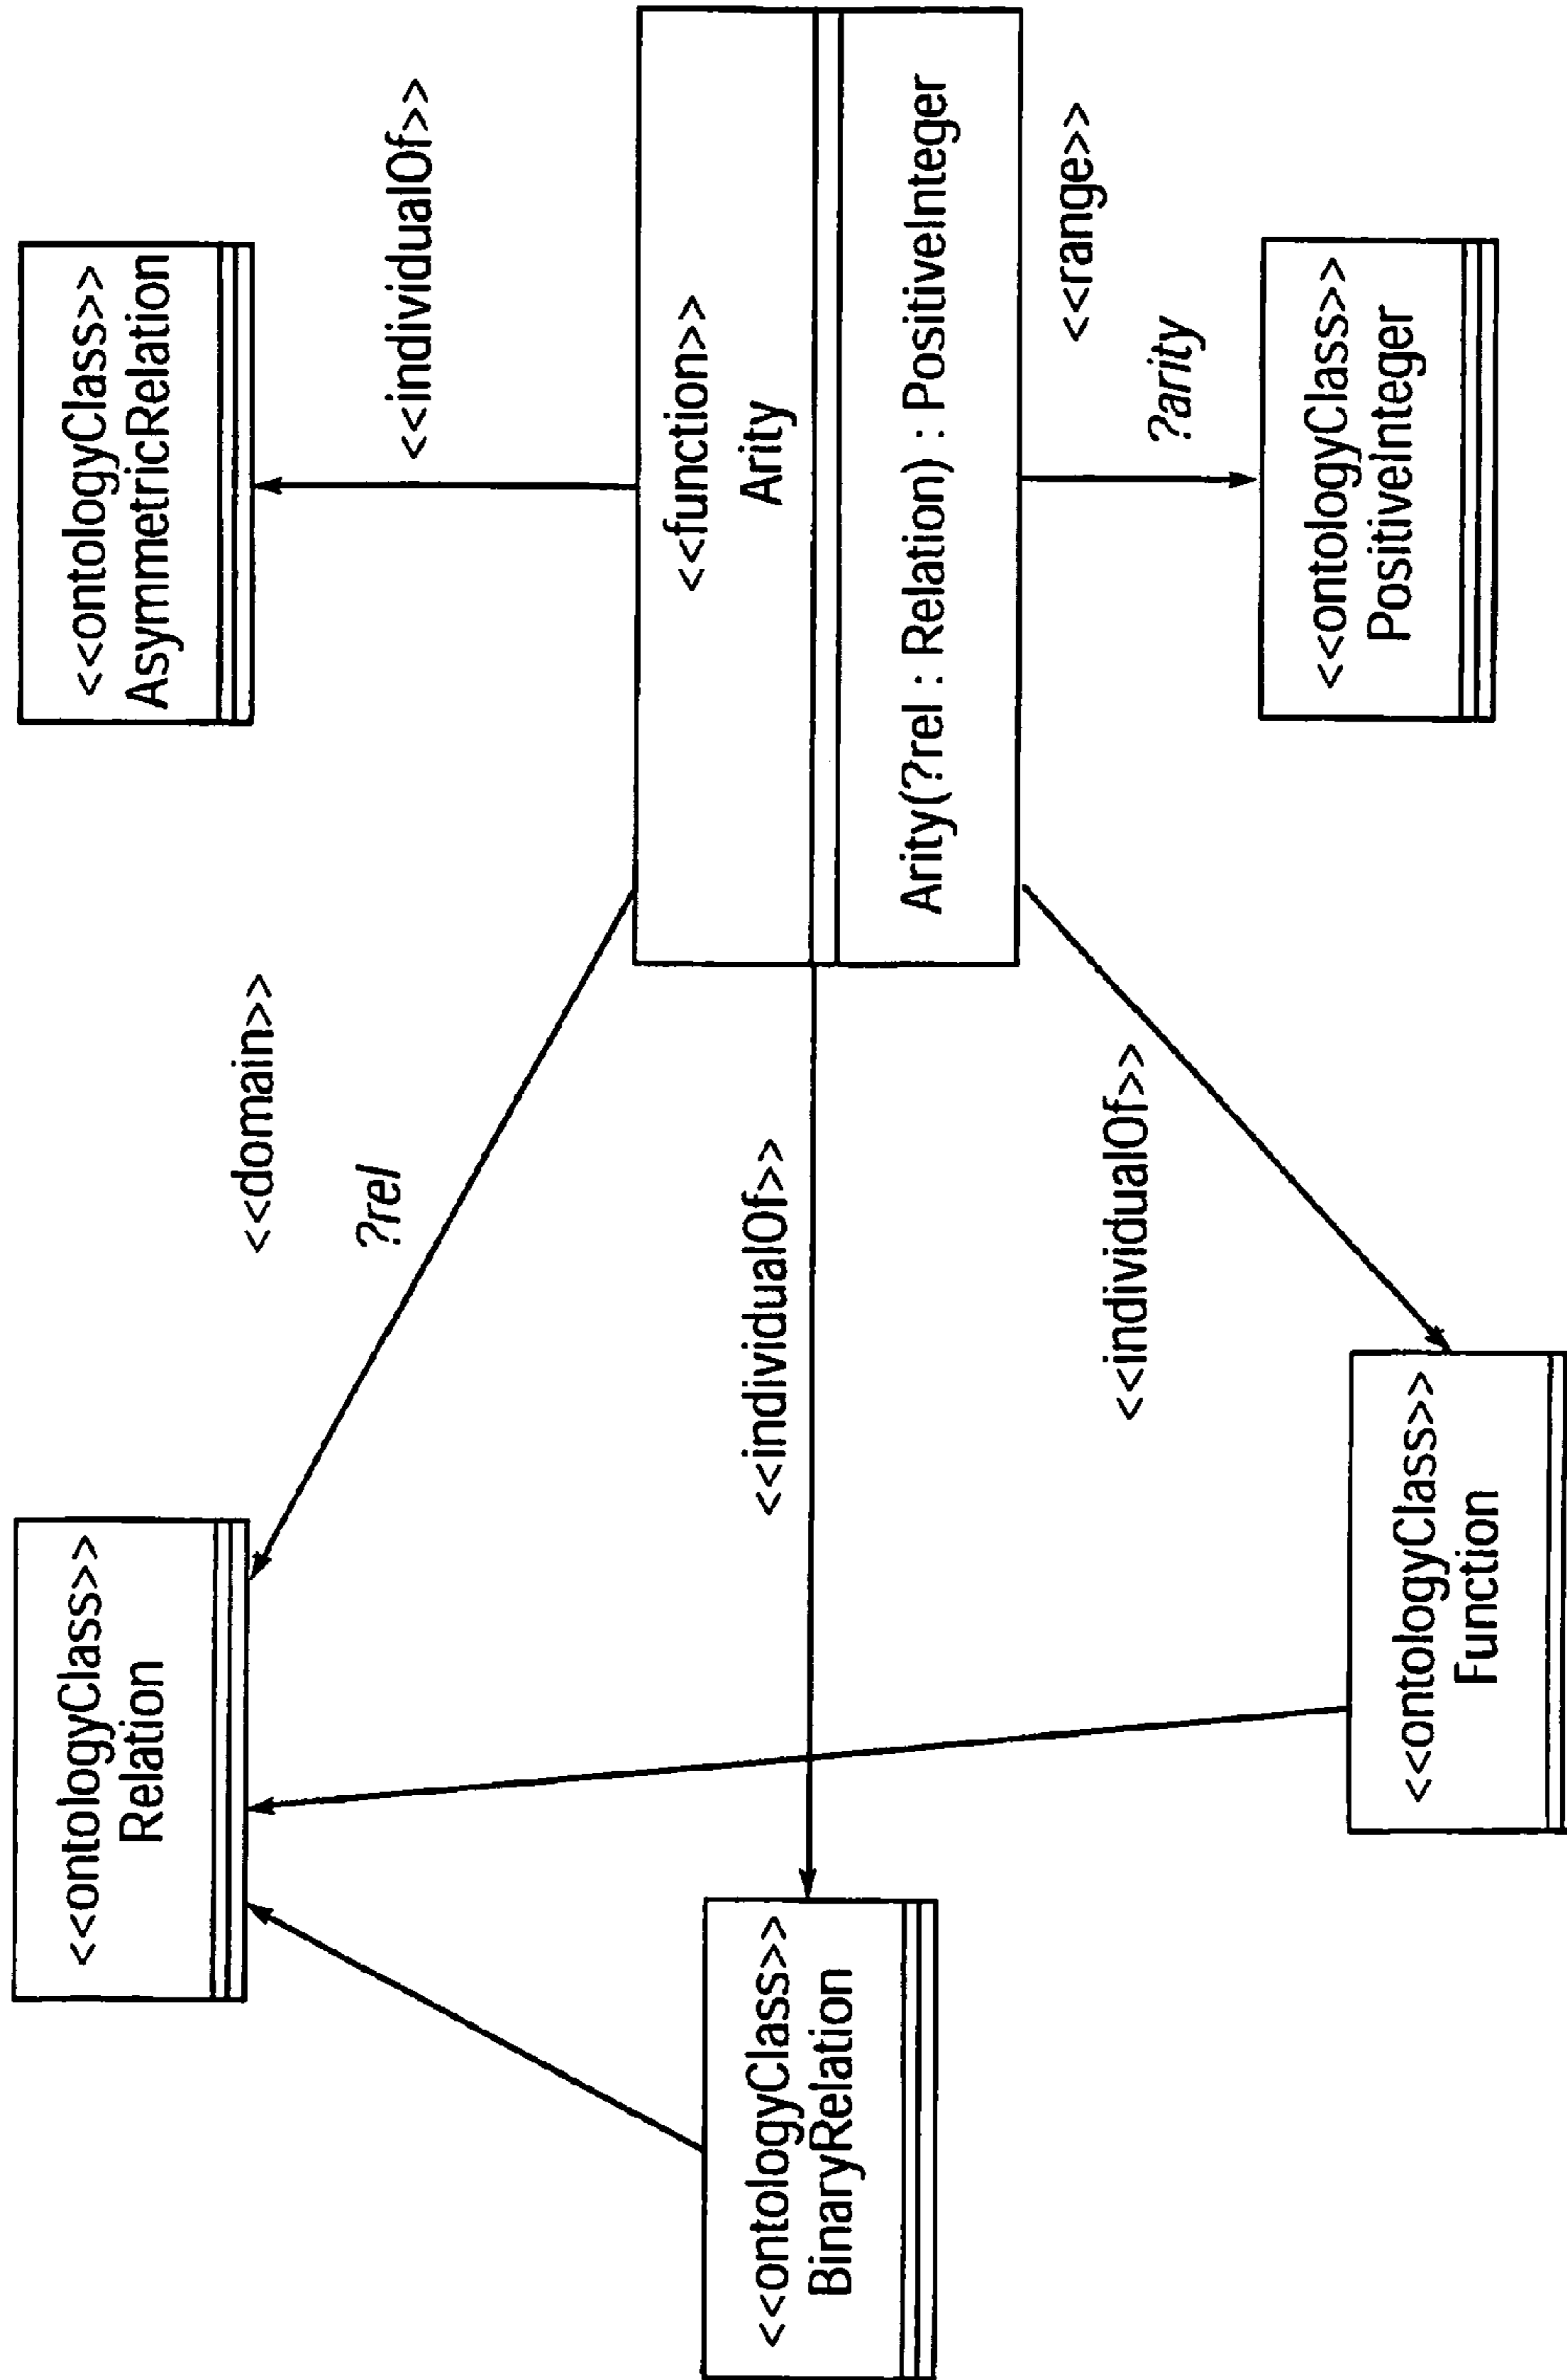 <<ontologyClass>>
Relation
<<ontologyClass>>
AsymmetricRelation
<<domain>>
?rel
<<individualOf>>
<<ontologyClass>>
BinaryRelation
<<individualOf>>
<<function>>
Arity
Arity(?rel : Relation) : PositiveInteger
<<individualOf>>
?arity
<<range>>
<<ontologyClass>>
Function
<<ontologyClass>>
PositiveInteger